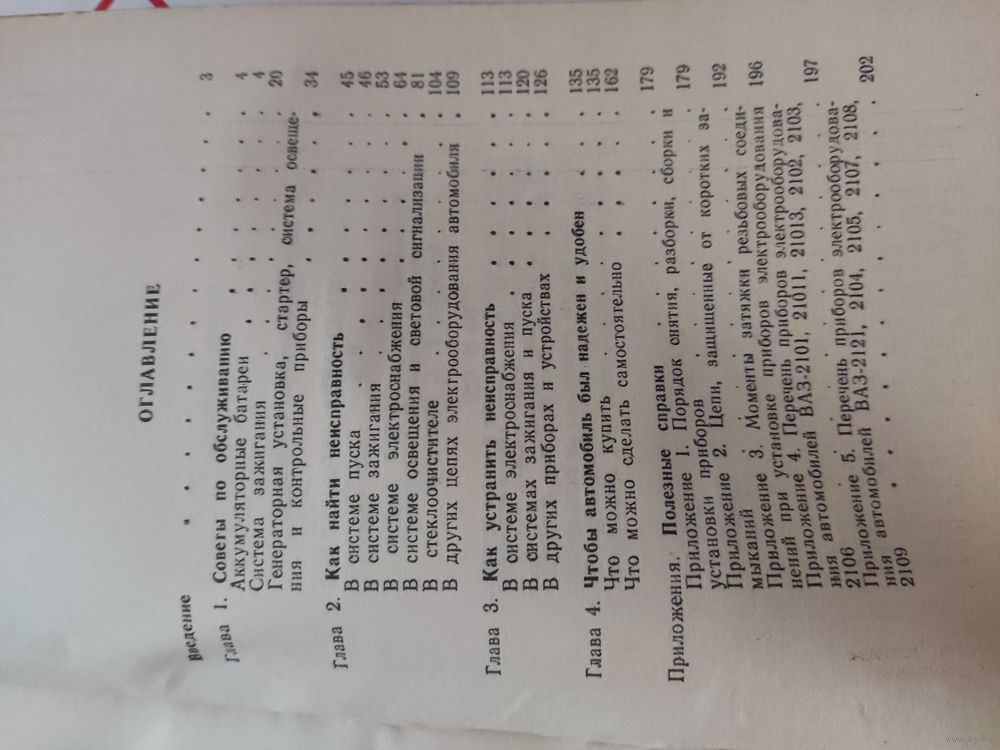 ОГЛАВЛЕНИЕ
Введение . . . . . . . . . . . 3
Глава 1. Советы по обслуживанию
Аккумуляторные батареи . . . . . . 4
Система зажигания . . . . . . . 4
Генераторная установка, стартер, система освеще- 20
ния и контрольные приборы . . . . . . 34
Глава 2. Как найти неисправность . . . . . 45
В системе пуска . . . . . . . . 46
В системе зажигания . . . . . . . 53
В системе электроснабжения . . . . . 64
В системе освещения и световой сигнализации . . 81
В стеклоочистителе . . . . . . . 104
В других цепях электрооборудования автомобиля . 109
Глава 3. Как устранить неисправность . . . . 113
В системе электроснабжения . . . . . 113
В системах зажигания и пуска . . . . . 120
В других приборах и устройствах . . . . 126
Глава 4. Чтобы автомобиль был надежен и удобен . . 135
Что можно купить . . . . . . . . 135
Что можно сделать самостоятельно . . . . 162
Приложения. Полезные справки . . . . . 179
Приложение 1. Порядок снятия, разборки, сборки и
установки приборов . . . . . . . 179
Приложение 2. Цепи, защищенные от коротких за-
мыканий . . . . . . . . . 192
Приложение 3. Моменты затяжки резьбовых соеди-
нений при установке приборов электрооборудования 196
Приложение 4. Перечень приборов электрооборудова-
ния автомобилей ВАЗ-2101, 21011, 21013, 2102, 2103,
2106 . . . . . . . . . . 197
Приложение 5. Перечень приборов электрооборудова-
ния автомобилей ВАЗ-2121, 2104, 2105, 2107, 2108,
2109 . . . . . . . . . . 202
www.ay.by